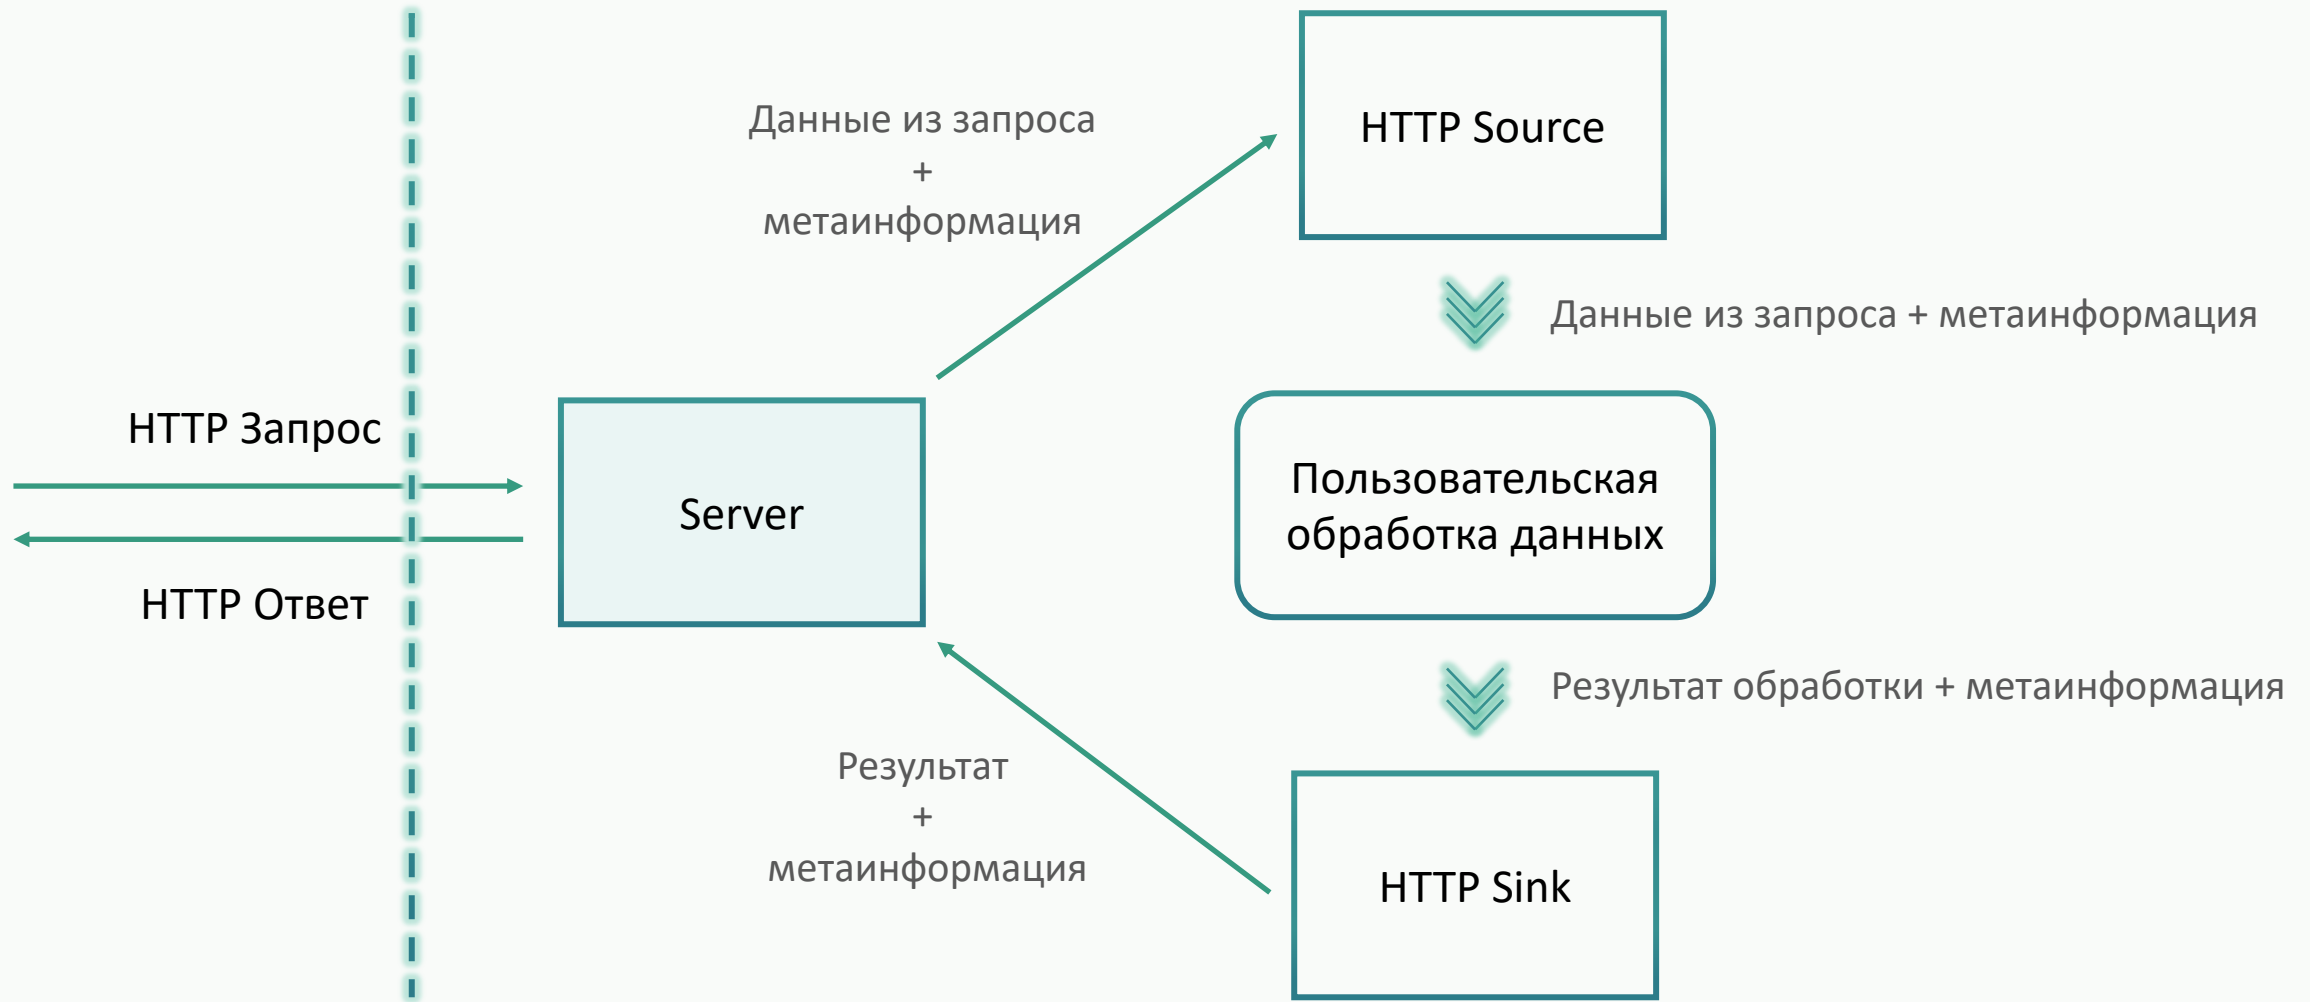 HTTP Запрос
HTTP Ответ
Server
Данные из запроса
+
метаинформация
HTTP Source
Данные из запроса + метаинформация
Пользовательская
обработка данных
Результат обработки + метаинформация
HTTP Sink
Результат
+
метаинформация